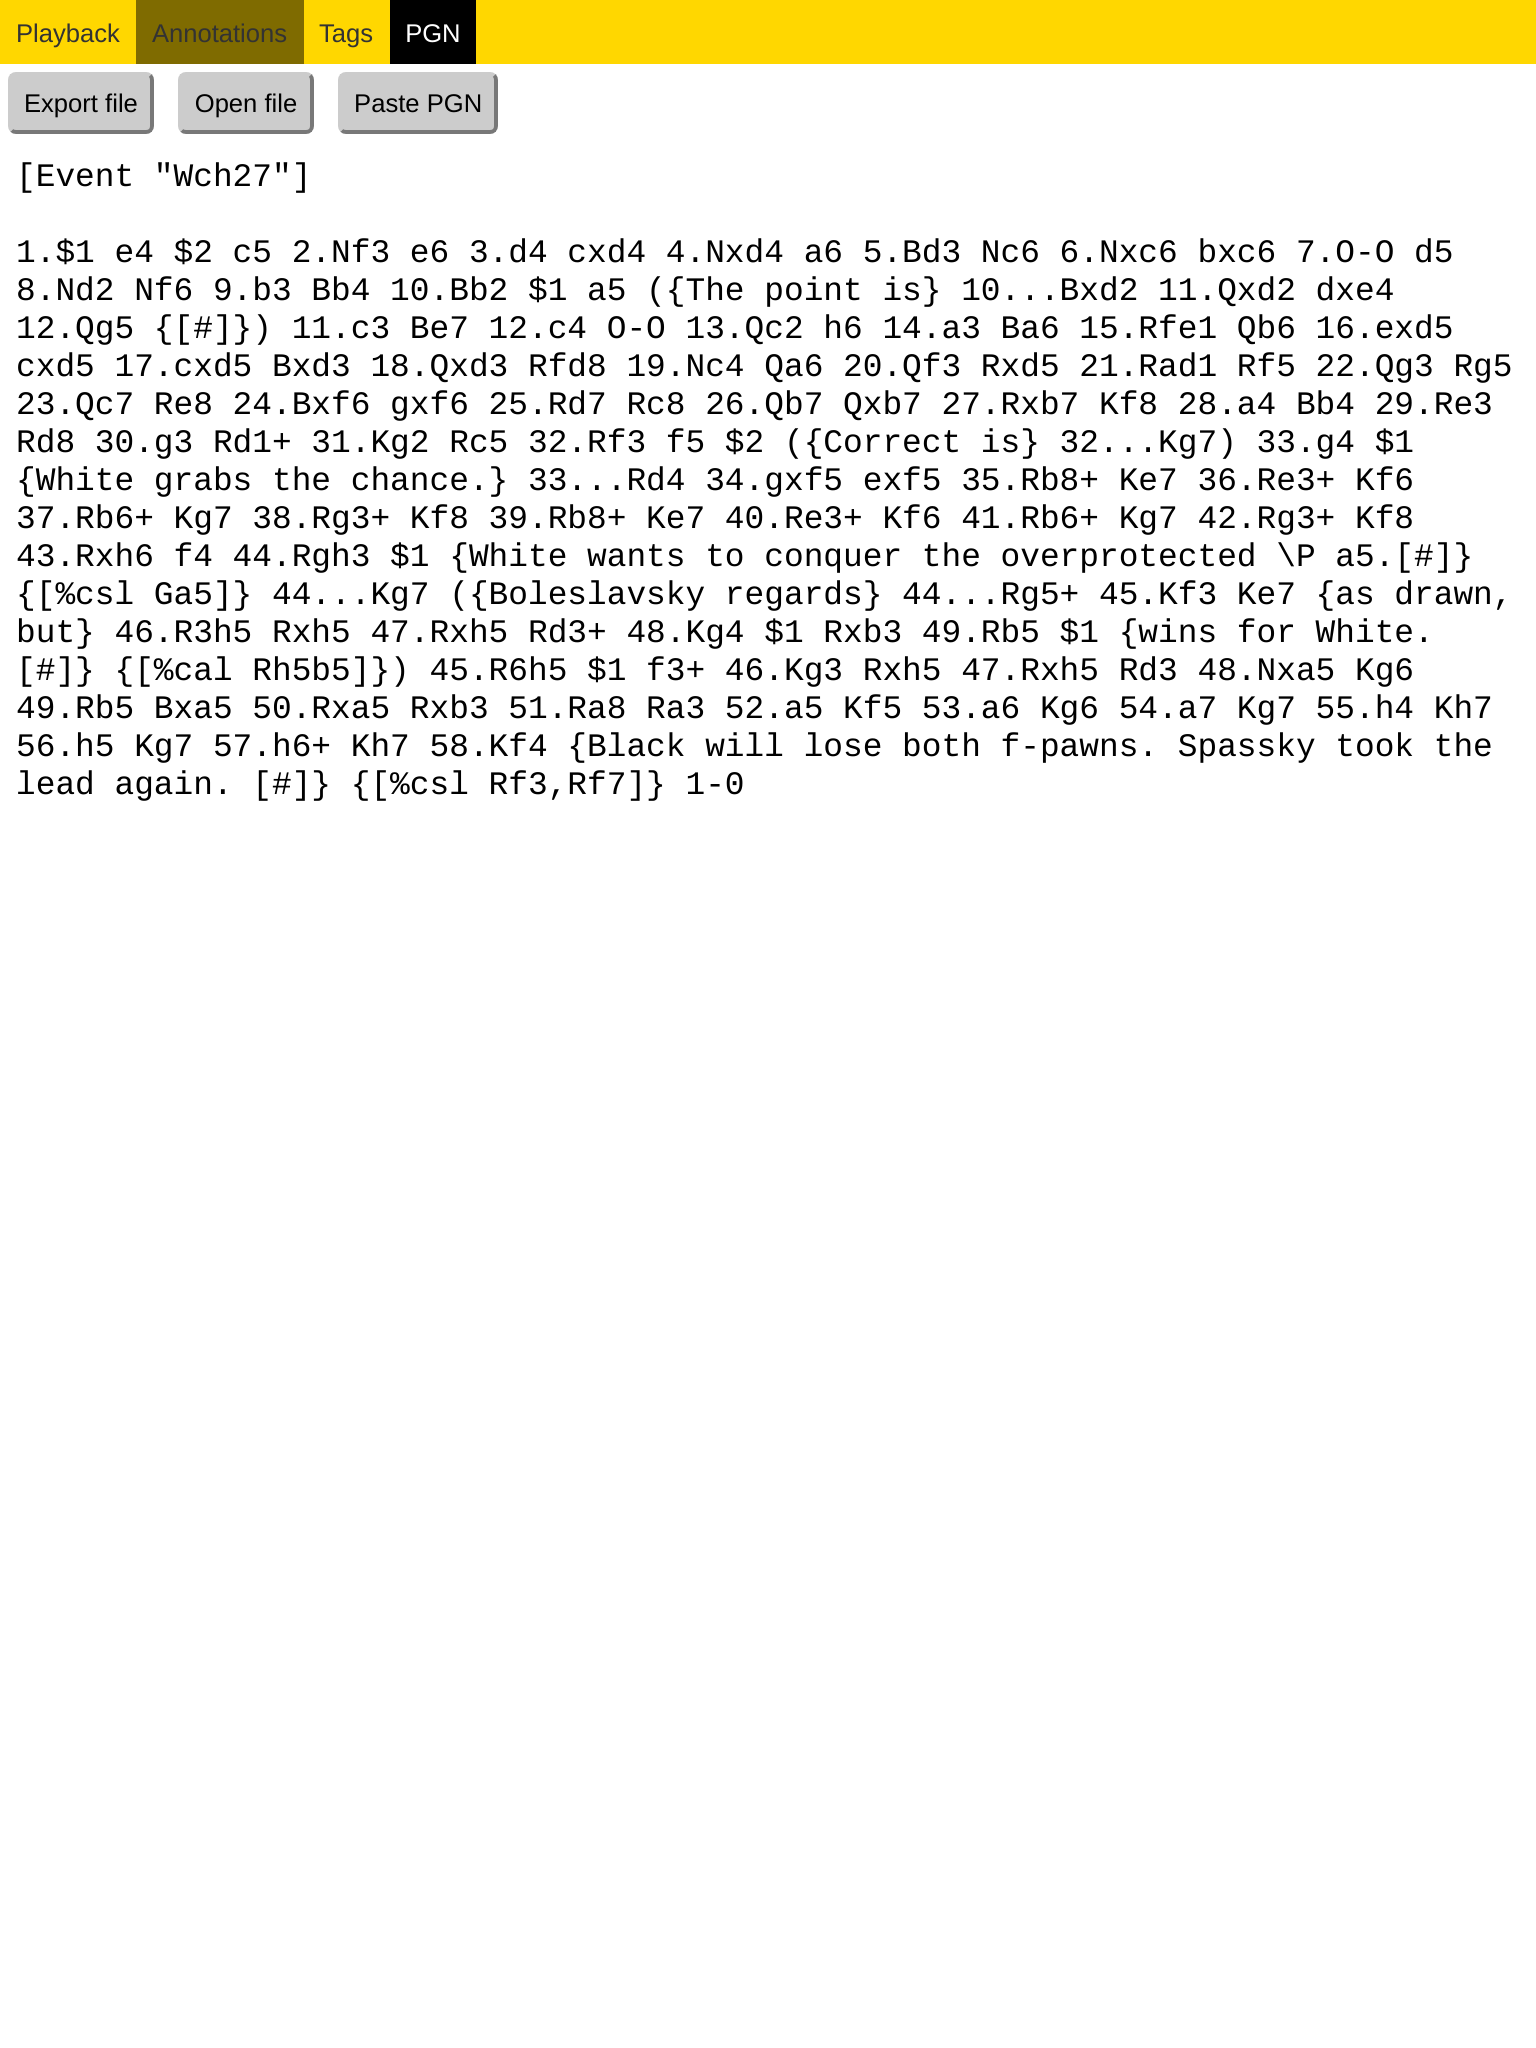 Playback Annotations Tags PGN
Export file Open file Paste PGN
[Event "Wch27"]
1.$1 e4 $2 c5 2.Nf3 e6 3.d4 cxd4 4.Nxd4 a6 5.Bd3 Nc6 6.Nxc6 bxc6 7.O-O d5
8.Nd2 Nf6 9.b3 Bb4 10.Bb2 $1 a5 ({The point is} 10...Bxd2 11.Qxd2 dxe4
12.Qg5 {[#]}) 11.c3 Be7 12.c4 O-O 13.Qc2 h6 14.a3 Ba6 15.Rfe1 Qb6 16.exd5
cxd5 17.cxd5 Bxd3 18.Qxd3 Rfd8 19.Nc4 Qa6 20.Qf3 Rxd5 21.Rad1 Rf5 22.Qg3 Rg5
23.Qc7 Re8 24.Bxf6 gxf6 25.Rd7 Rc8 26.Qb7 Qxb7 27.Rxb7 Kf8 28.a4 Bb4 29.Re3
Rd8 30.g3 Rd1+ 31.Kg2 Rc5 32.Rf3 f5 $2 ({Correct is} 32...Kg7) 33.g4 $1
{White grabs the chance.} 33...Rd4 34.gxf5 exf5 35.Rb8+ Ke7 36.Re3+ Kf6
37.Rb6+ Kg7 38.Rg3+ Kf8 39.Rb8+ Ke7 40.Re3+ Kf6 41.Rb6+ Kg7 42.Rg3+ Kf8
43.Rxh6 f4 44.Rgh3 $1 {White wants to conquer the overprotected \P a5.[#]}
{[%csl Ga5]} 44...Kg7 ({Boleslavsky regards} 44...Rg5+ 45.Kf3 Ke7 {as drawn,
but} 46.R3h5 Rxh5 47.Rxh5 Rd3+ 48.Kg4 $1 Rxb3 49.Rb5 $1 {wins for White.
[#]} {[%cal Rh5b5]}) 45.R6h5 $1 f3+ 46.Kg3 Rxh5 47.Rxh5 Rd3 48.Nxa5 Kg6
49.Rb5 Bxa5 50.Rxa5 Rxb3 51.Ra8 Ra3 52.a5 Kf5 53.a6 Kg6 54.a7 Kg7 55.h4 Kh7
56.h5 Kg7 57.h6+ Kh7 58.Kf4 {Black will lose both f-pawns. Spassky took the
lead again. [#]} {[%csl Rf3,Rf7]} 1-0